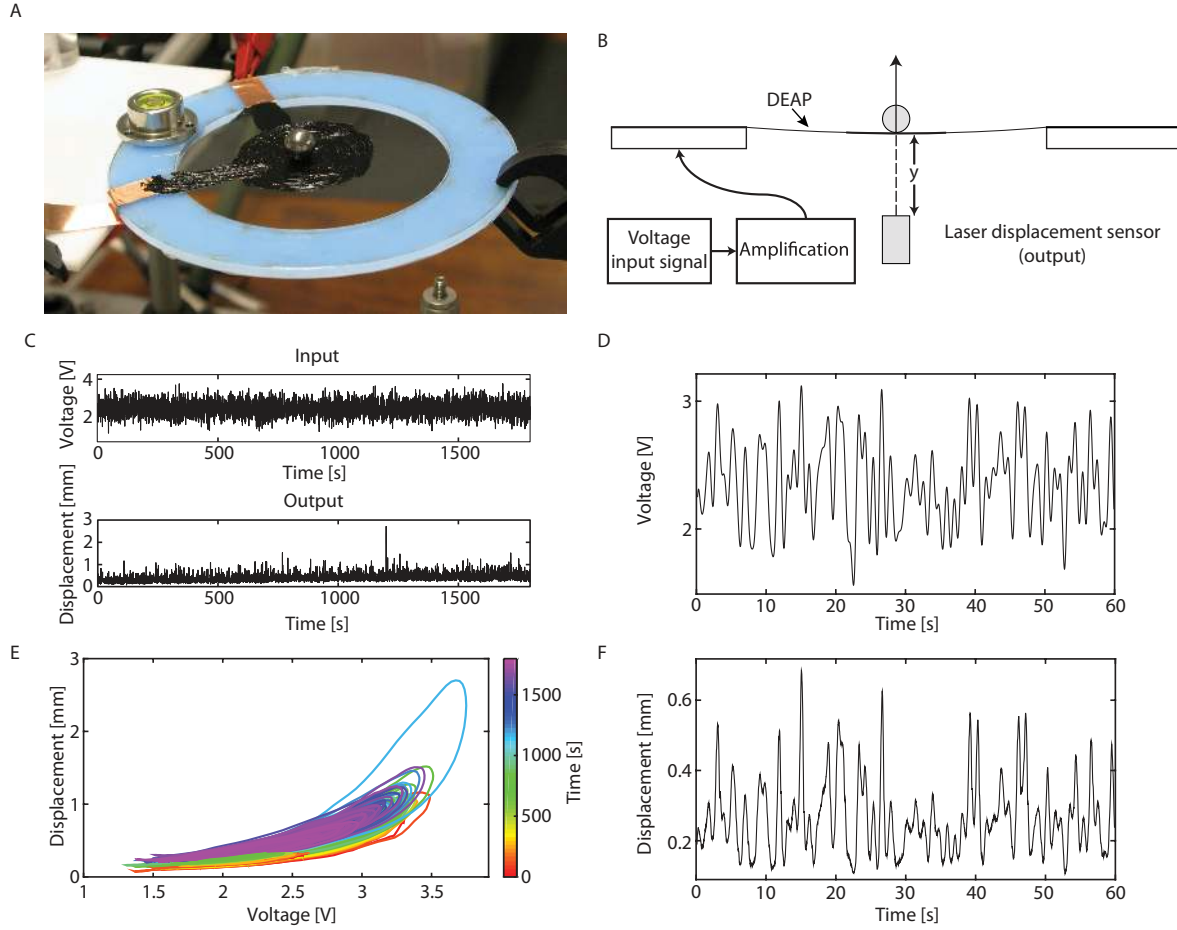 A
B
DEAP
y
Voltage
input signal
Amplification
Laser displacement sensor
(output)
C
Input
Voltage [V]
4
2
0
500
1000
1500
Time [s]
Output
Displacement [mm]
3
2
1
0
0
500
1000
1500
Time [s]
D
Voltage [V]
3
2
0
10
20
30
40
50
60
Time [s]
E
Displacement [mm]
3
2
1
0
1
1.5
2
2.5
3
3.5
Voltage [V]
1500
1000
500
0
Time [s]
F
Displacement [mm]
0.6
0.4
0.2
0
10
20
30
40
50
60
Time [s]